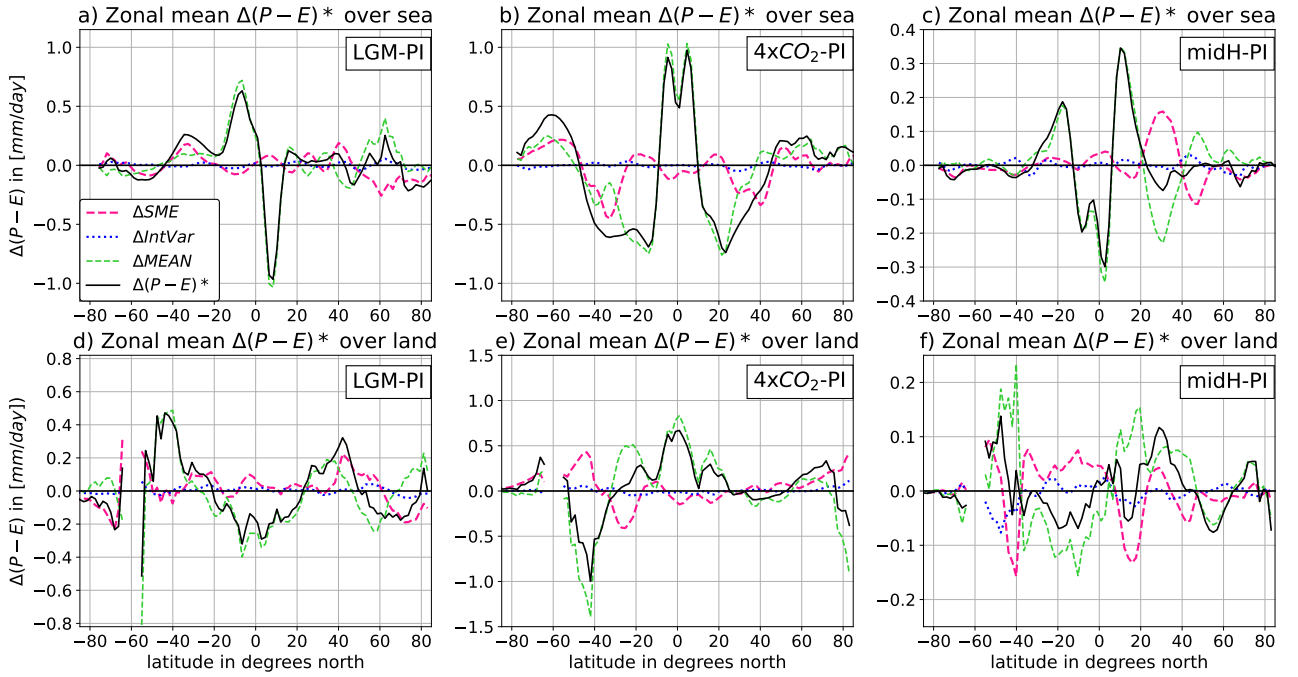 a) Zonal mean Δ(P − E) * over sea
b) Zonal mean Δ(P − E) * over sea
c) Zonal mean Δ(P − E) * over sea
LGM-PI
4xCO₂-PI
midH-PI
Δ(P − E) in [mm/day]
1.0
0.5
0.0
−0.5
−1.0
ΔSME
ΔIntVar
ΔMEAN
Δ(P − E) *
−80 −60 −40 −20 0 20 40 60 80
1.0
0.5
0.0
−0.5
−1.0
−80 −60 −40 −20 0 20 40 60 80
0.4
0.3
0.2
0.1
0.0
−0.1
−0.2
−0.3
−0.4
−80 −60 −40 −20 0 20 40 60 80
d) Zonal mean Δ(P − E) * over land
e) Zonal mean Δ(P − E) * over land
f) Zonal mean Δ(P − E) * over land
LGM-PI
4xCO₂-PI
midH-PI
Δ(P − E) in [mm/day])
0.8
0.6
0.4
0.2
0.0
−0.2
−0.4
−0.6
−0.8
−80 −60 −40 −20 0 20 40 60 80
latitude in degrees north
1.5
1.0
0.5
0.0
−0.5
−1.0
−1.5
−80 −60 −40 −20 0 20 40 60 80
latitude in degrees north
0.2
0.1
0.0
−0.1
−0.2
−80 −60 −40 −20 0 20 40 60 80
latitude in degrees north